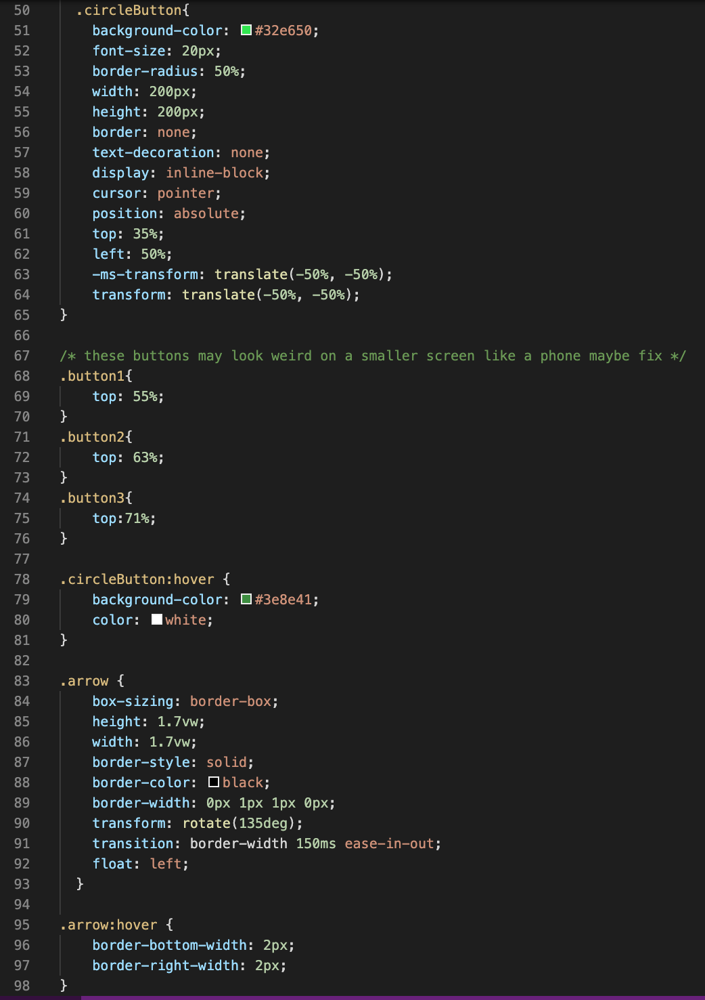 50 .circleButton{
51 background-color: #32e650;
52 font-size: 20px;
53 border-radius: 50%;
54 width: 200px;
55 height: 200px;
56 border: none;
57 text-decoration: none;
58 display: inline-block;
59 cursor: pointer;
60 position: absolute;
61 top: 35%;
62 left: 50%;
63 -ms-transform: translate(-50%, -50%);
64 transform: translate(-50%, -50%);
65 }
66
67 /* these buttons may look weird on a smaller screen like a phone maybe fix */
68 .button1{
69 top: 55%;
70 }
71 .button2{
72 top: 63%;
73 }
74 .button3{
75 top:71%;
76 }
77
78 .circleButton:hover {
79 background-color: #3e8e41;
80 color: white;
81 }
82
83 .arrow {
84 box-sizing: border-box;
85 height: 1.7vw;
86 width: 1.7vw;
87 border-style: solid;
88 border-color: black;
89 border-width: 0px 1px 1px 0px;
90 transform: rotate(135deg);
91 transition: border-width 150ms ease-in-out;
92 float: left;
93 }
94
95 .arrow:hover {
96 border-bottom-width: 2px;
97 border-right-width: 2px;
98 }